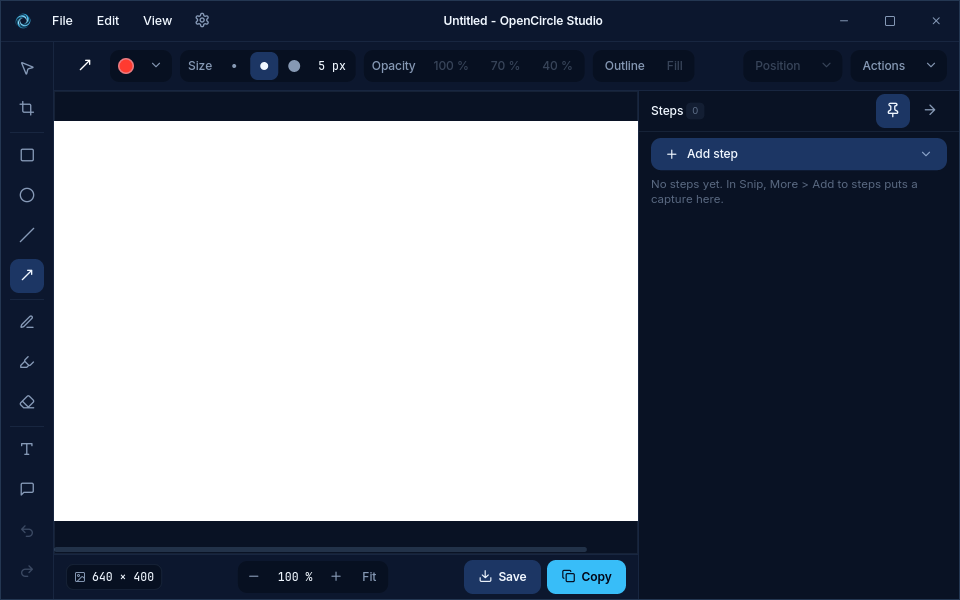 File Edit View Untitled - OpenCircle Studio
Size 5 px Opacity 100 % 70 % 40 % Outline Fill Position Actions
Steps 0
Add step
No steps yet. In Snip, More > Add to steps puts a
capture here.
640 × 400 100 % Fit Save Copy